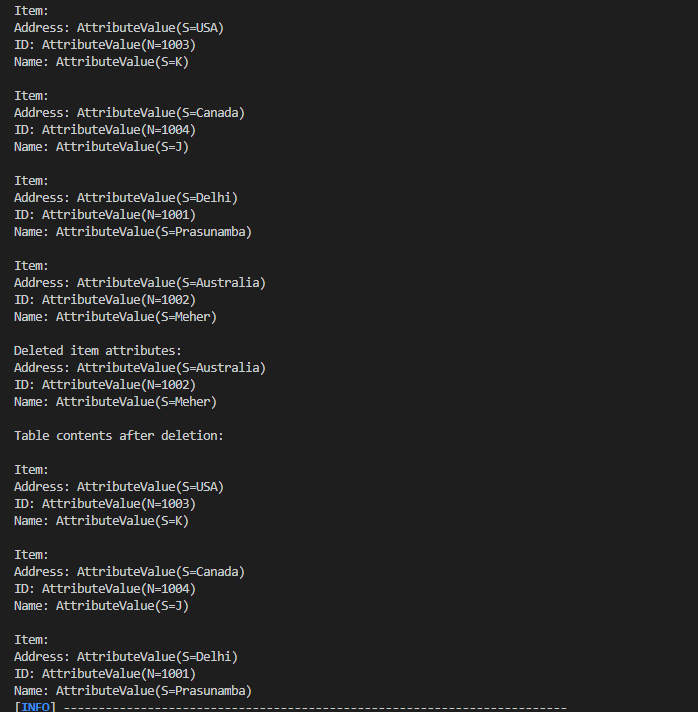 Item:
Address: AttributeValue(S=USA)
ID: AttributeValue(N=1003)
Name: AttributeValue(S=K)
Item:
Address: AttributeValue(S=Canada)
ID: AttributeValue(N=1004)
Name: AttributeValue(S=J)
Item:
Address: AttributeValue(S=Delhi)
ID: AttributeValue(N=1001)
Name: AttributeValue(S=Prasunamba)
Item:
Address: AttributeValue(S=Australia)
ID: AttributeValue(N=1002)
Name: AttributeValue(S=Meher)
Deleted item attributes:
Address: AttributeValue(S=Australia)
ID: AttributeValue(N=1002)
Name: AttributeValue(S=Meher)
Table contents after deletion:
Item:
Address: AttributeValue(S=USA)
ID: AttributeValue(N=1003)
Name: AttributeValue(S=K)
Item:
Address: AttributeValue(S=Canada)
ID: AttributeValue(N=1004)
Name: AttributeValue(S=J)
Item:
Address: AttributeValue(S=Delhi)
ID: AttributeValue(N=1001)
Name: AttributeValue(S=Prasunamba)
[INFO] ------------------------------------------------------------------------